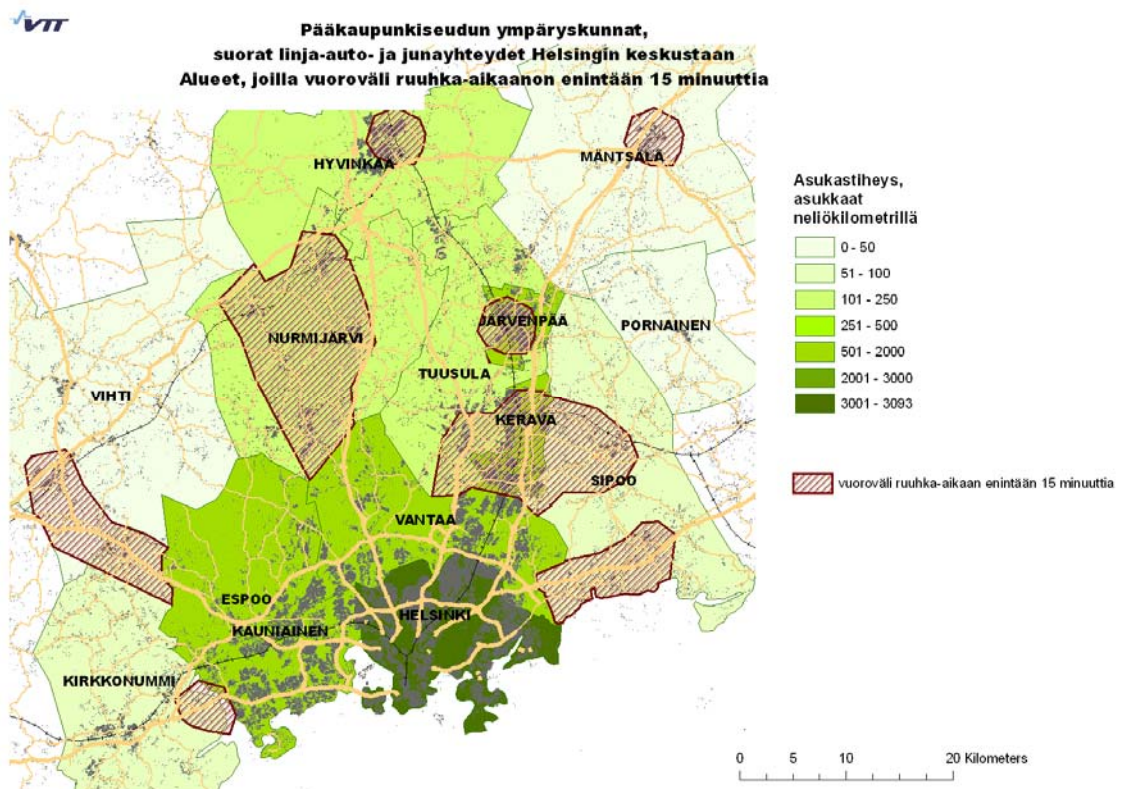 VTT
Pääkaupunkiseudun ympäryskunnat,
suorat linja-auto- ja junayhteydet Helsingin keskustaan
Alueet, joilla vuoroväli ruuhka-aikaanon enintään 15 minuuttia
HYVINKÄÄ
MÄNTSÄLÄ
Asukastiheys,
asukkaat
neliökilometrillä
0 - 50
51 - 100
101 - 250
251 - 500
501 - 2000
2001 - 3000
3001 - 3093
JÄRVENPÄÄ
PORNAINEN
NURMIJÄRVI
TUUSULA
VIHTI
KERAVA
SIPOO
vuoroväli ruuhka-aikaan enintään 15 minuuttia
VANTAA
ESPOO
HELSINKI
KAUNIAINEN
KIRKKONUMMI
0 5 10 20 Kilometers